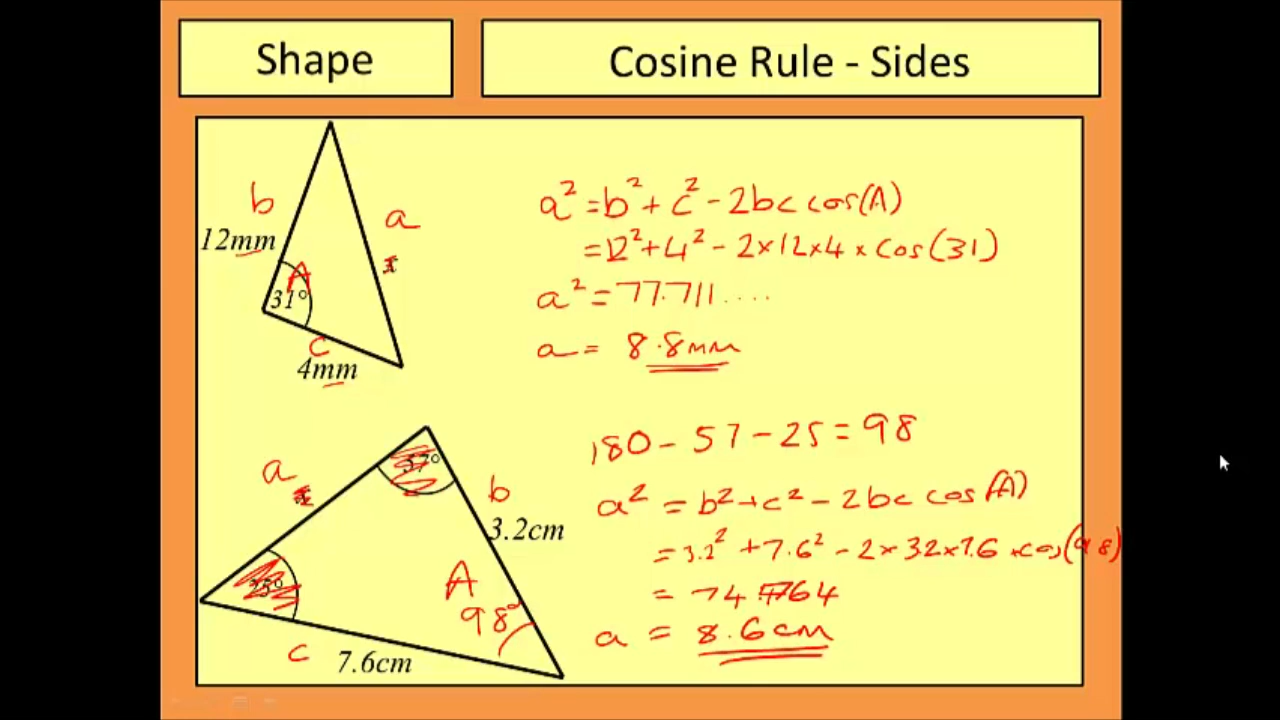 Shape
Cosine Rule - Sides
b
12mm
a
A
31°
c
4mm
a² = b² + c² - 2bc cos(A)
= 12² + 4² - 2×12×4 × cos(31)
a² = 77.711....
a = 8.8mm
180 - 57 - 25 = 98
a
57°
b
3.2cm
25°
A
98°
c
7.6cm
a² = b² + c² - 2bc cos(A)
= 3.2² + 7.6² - 2×3.2×7.6 × cos(98)
= 74.764
a = 8.6cm